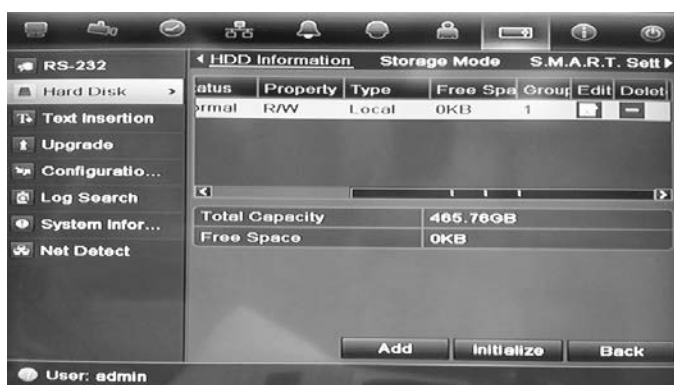 RS-232
HDD Information Storage Mode S.M.A.R.T. Sett
Hard Disk
atus Property Type Free Spa Group Edit Delet
ormal R/W Local 0KB 1
Text Insertion
Upgrade
Configuratio...
Log Search
Total Capacity 465.76GB
System Infor...
Free Space 0KB
Net Detect
Add Initialize Back
User: admin